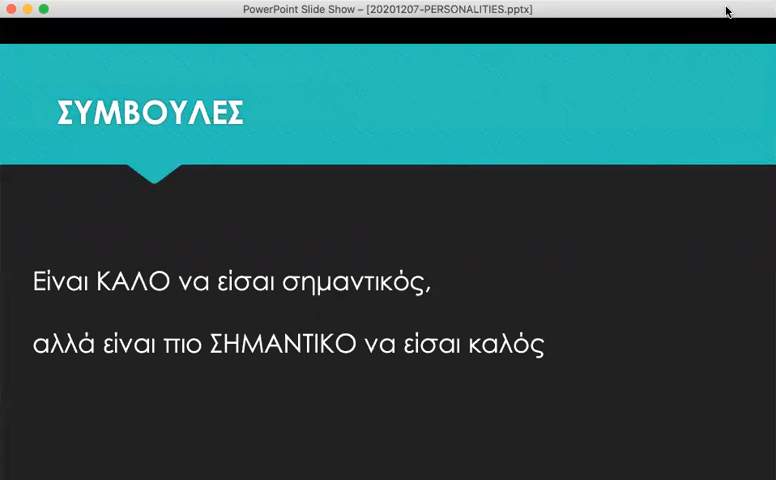 PowerPoint Slide Show – [20201207-PERSONALITIES.pptx]
ΣΥΜΒΟΥΛΕΣ
Είναι ΚΑΛΟ να είσαι σημαντικός,
αλλά είναι πιο ΣΗΜΑΝΤΙΚΟ να είσαι καλός